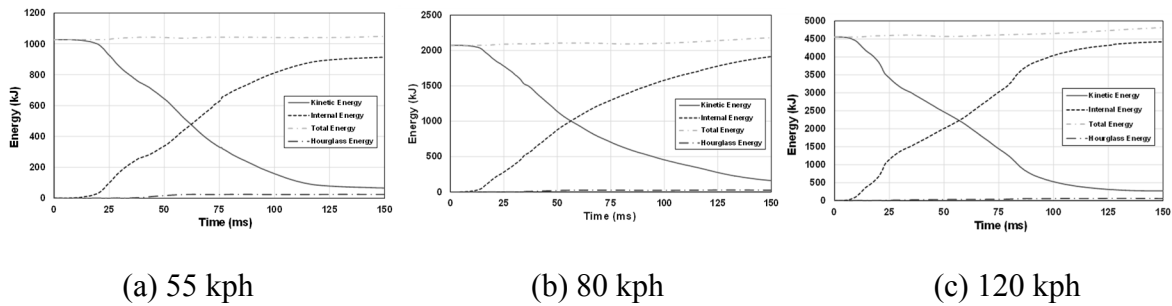 1200
1000
800
600
400
200
0
Energy (kJ)
Kinetic Energy
Internal Energy
Total Energy
Hourglass Energy
0 25 50 75 100 125 150
Time (ms)
(a) 55 kph
2500
2000
1500
1000
500
0
Energy (kJ)
Kinetic Energy
Internal Energy
Total Energy
Hourglass Energy
0 25 50 75 100 125 150
Time (ms)
(b) 80 kph
5000
4500
4000
3500
3000
2500
2000
1500
1000
500
0
Energy (kJ)
Kinetic Energy
Internal Energy
Total Energy
Hourglass Energy
0 25 50 75 100 125 150
Time (ms)
(c) 120 kph